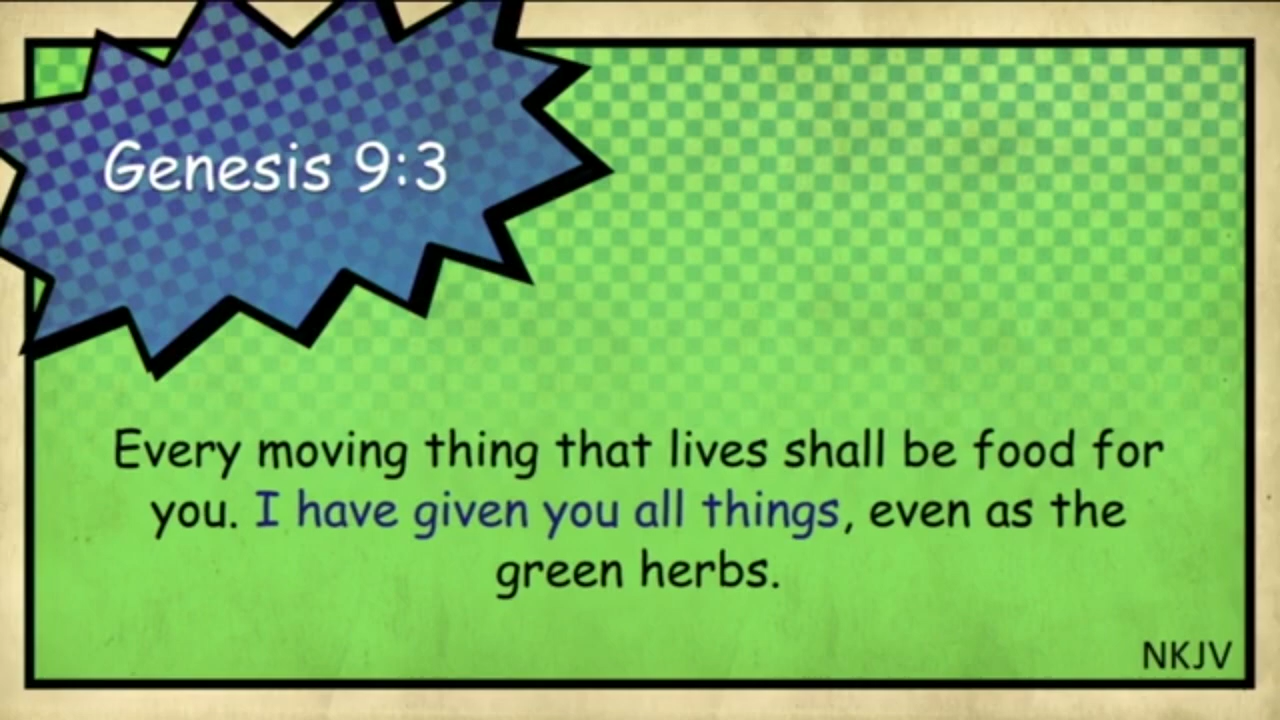 Genesis 9:3
Every moving thing that lives shall be food for
you. I have given you all things, even as the
green herbs.
NKJV